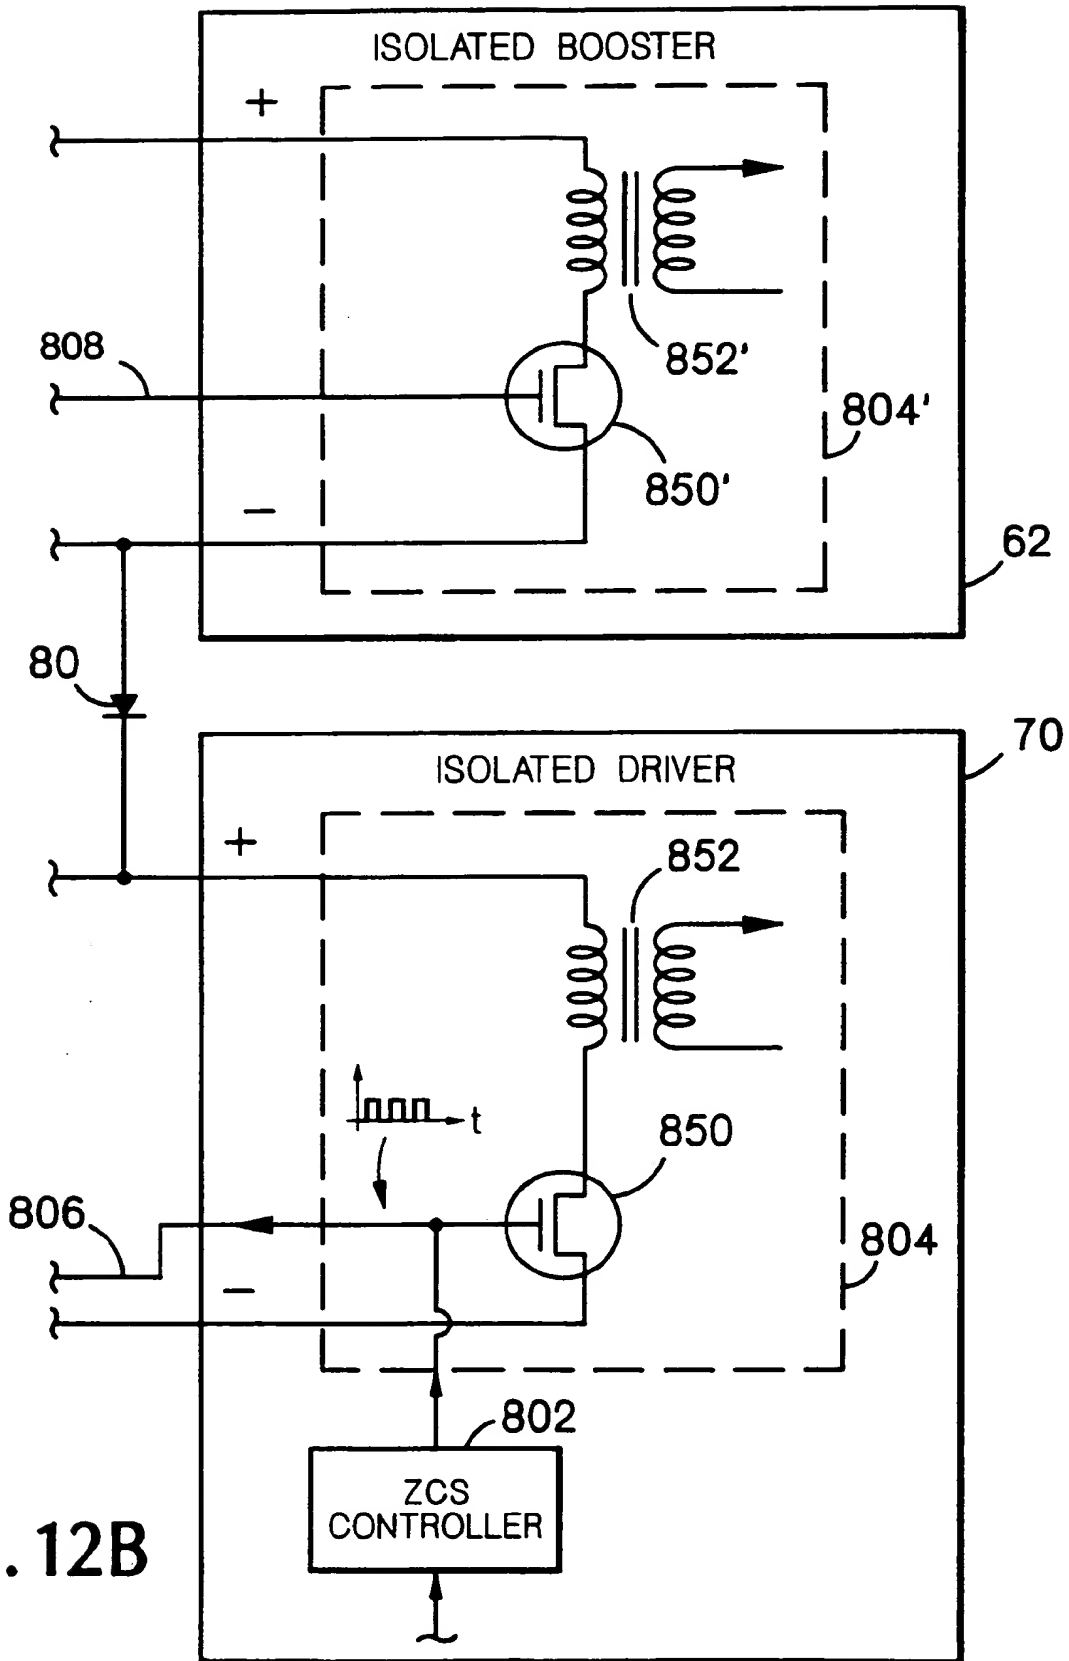 ISOLATED BOOSTER
+
852'
808
804'
850'
−
62
80
70
ISOLATED DRIVER
+
852
t
850
806
804
−
802
ZCS
CONTROLLER
. 12B